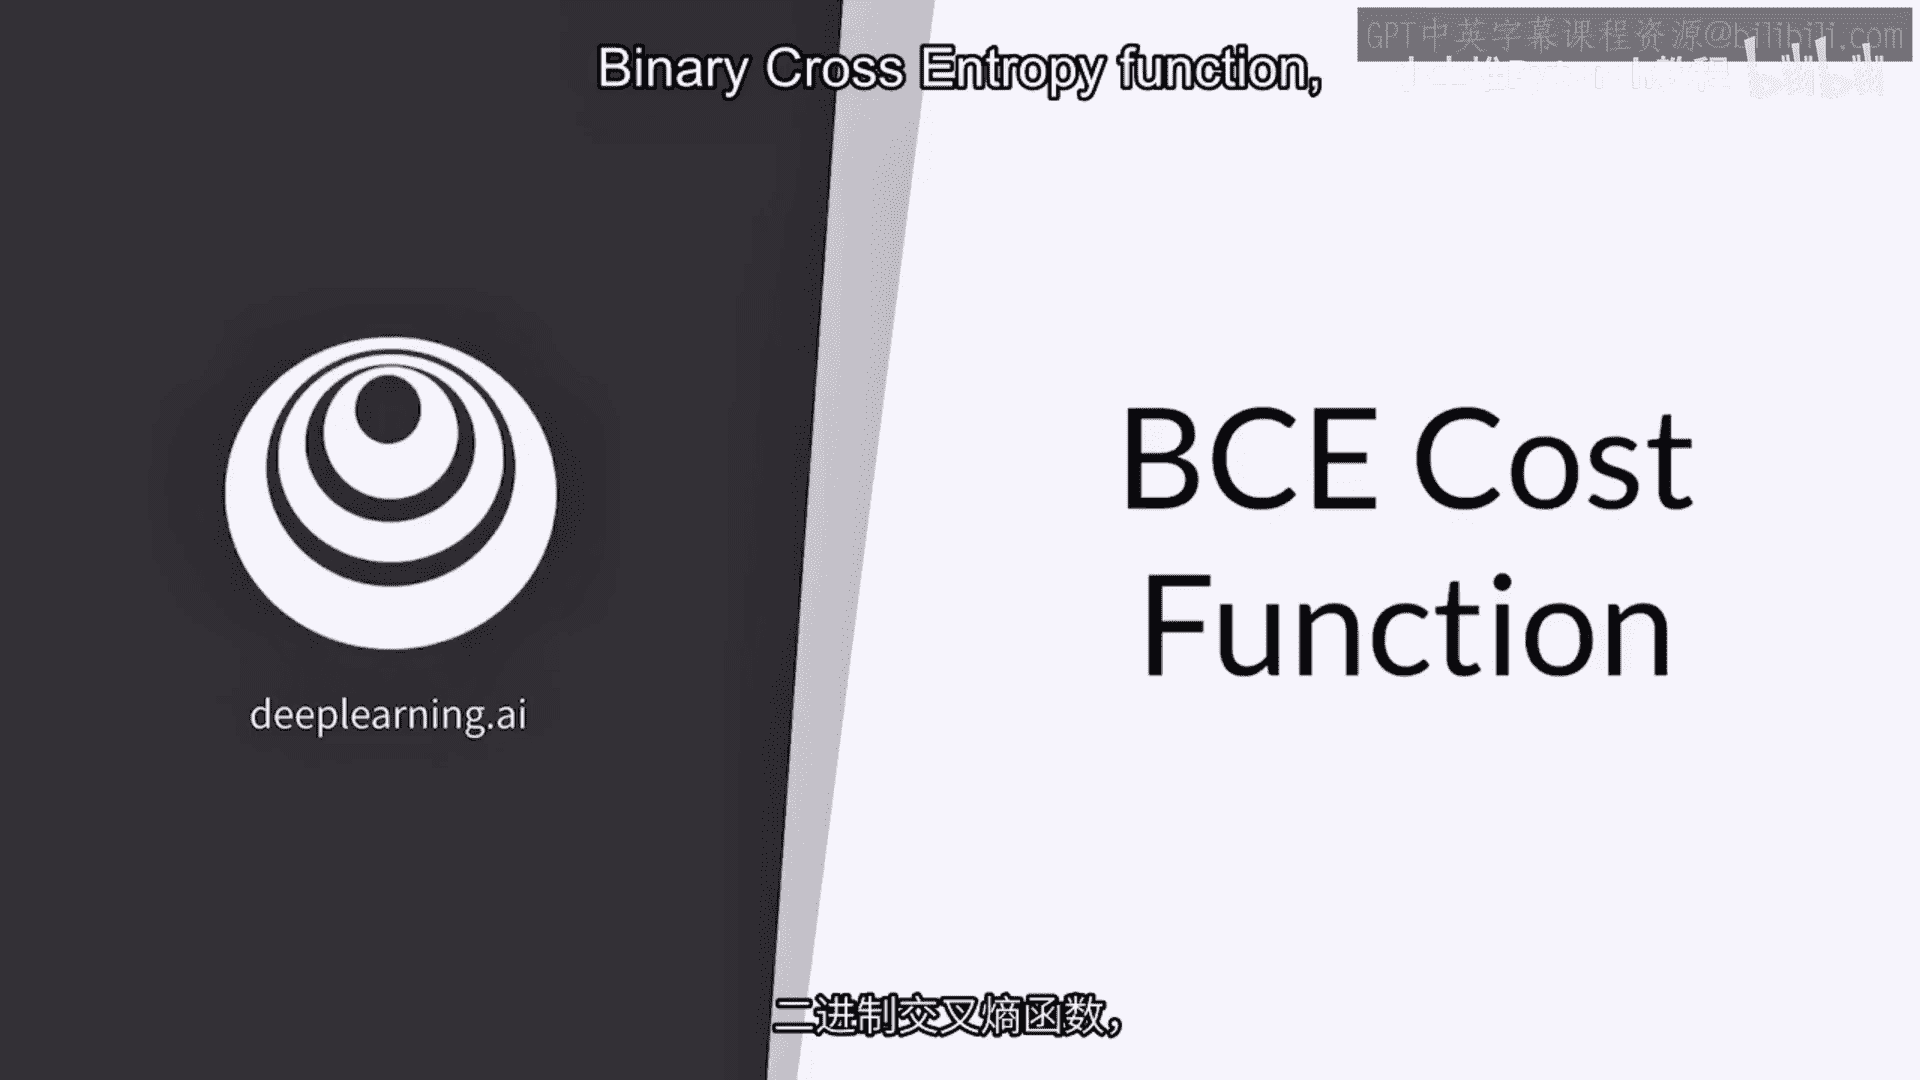 Binary Cross Entropy function,
GPT中英字幕课程资源@bilibili.com
BCE Cost
Function
deeplearning.ai
二进制交叉熵函数,